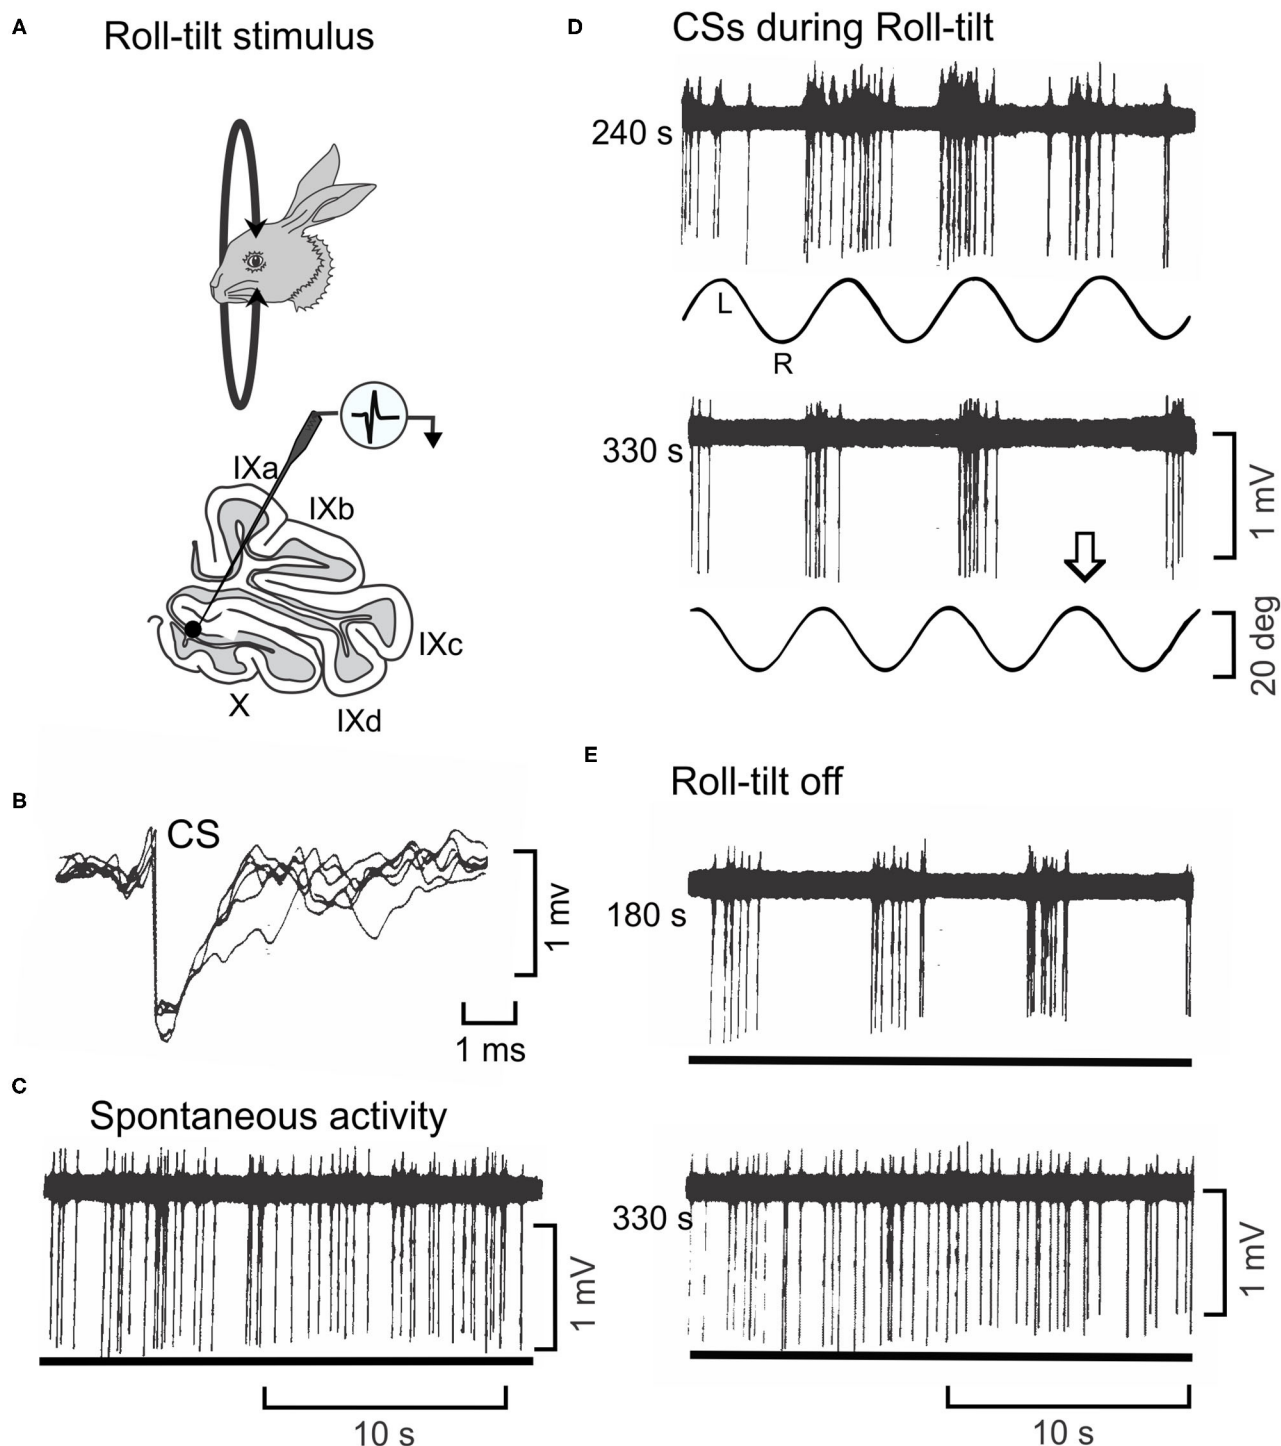 A
Roll-tilt stimulus
IXa
IXb
IXc
X
IXd
B
CS
1 mv
1 ms
C
Spontaneous activity
1 mV
10 s
D
CSs during Roll-tilt
240 s
L
R
330 s
1 mV
20 deg
E
Roll-tilt off
180 s
330 s
1 mV
10 s